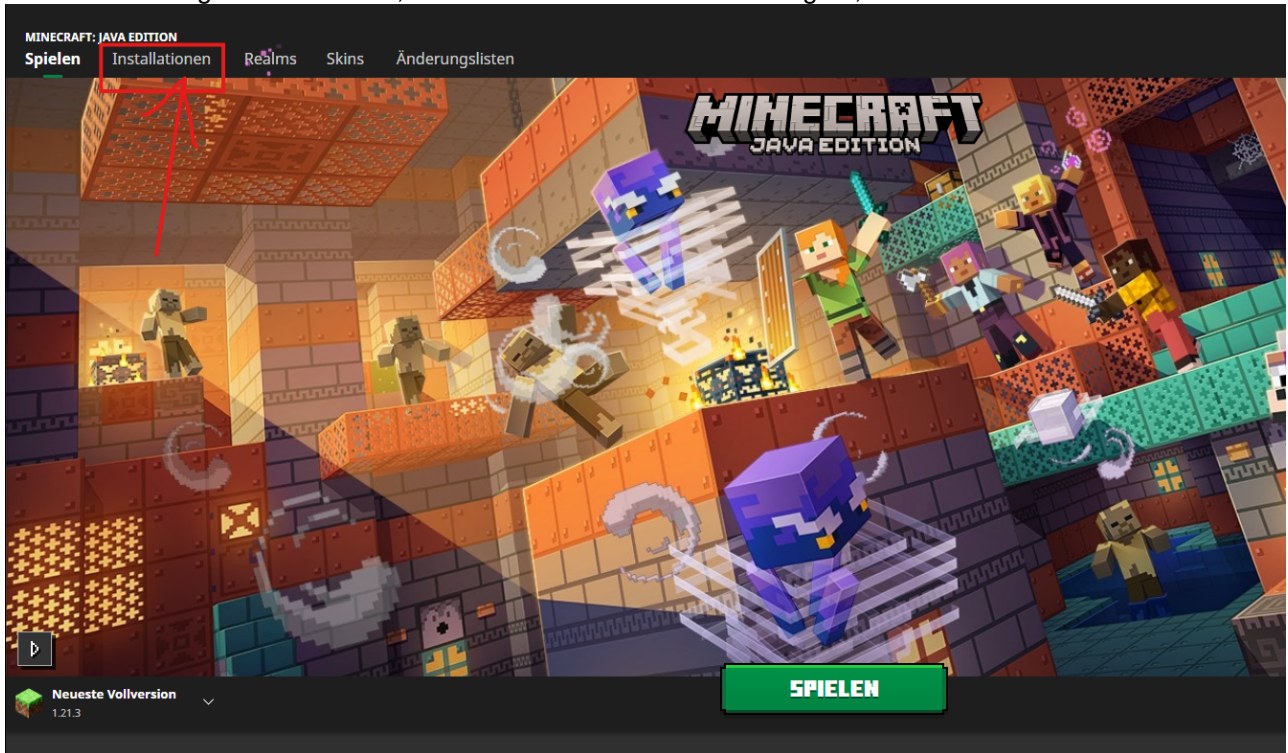 MINECRAFT: JAVA EDITION
Spielen Installationen Realms Skins Änderungslisten
MINECRAFT
JAVA EDITION
SPIELEN
Neueste Vollversion
1.21.3